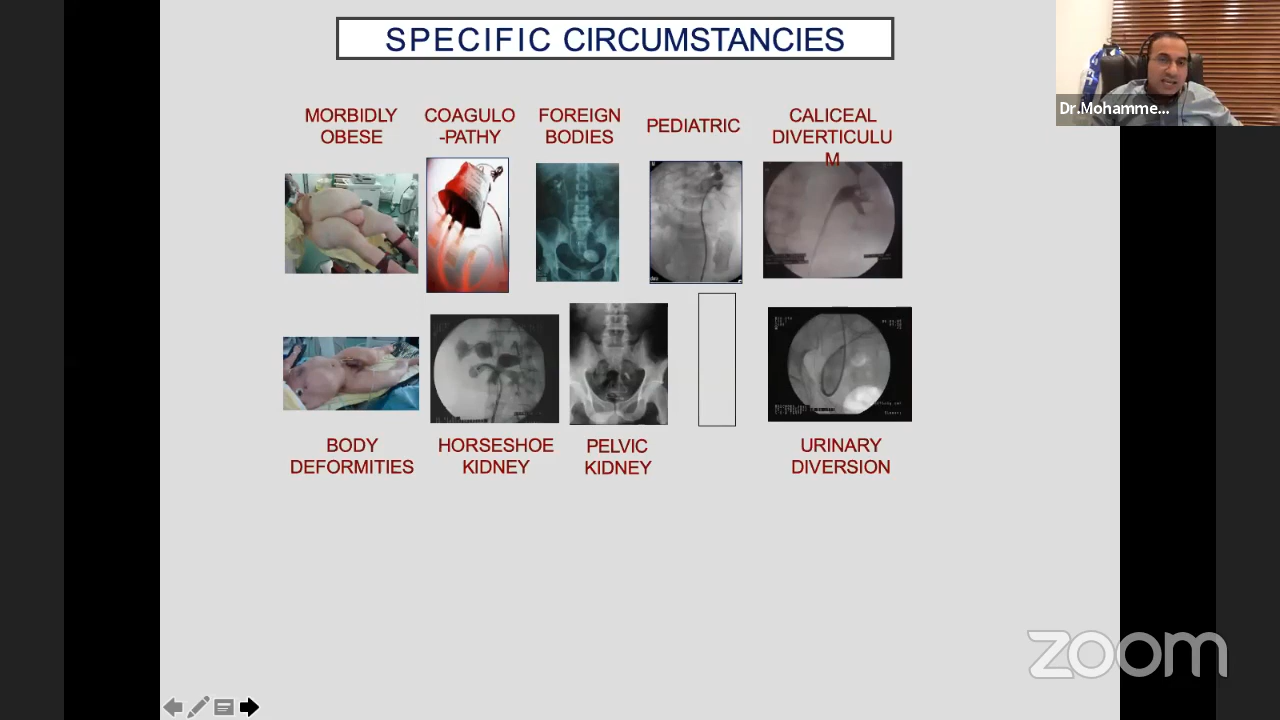 SPECIFIC CIRCUMSTANCIES
Dr.Mohamme...
MORBIDLY
OBESE
COAGULO
-PATHY
FOREIGN
BODIES
PEDIATRIC
CALICEAL
DIVERTICULU
M
BODY
DEFORMITIES
HORSESHOE
KIDNEY
PELVIC
KIDNEY
URINARY
DIVERSION
zoom